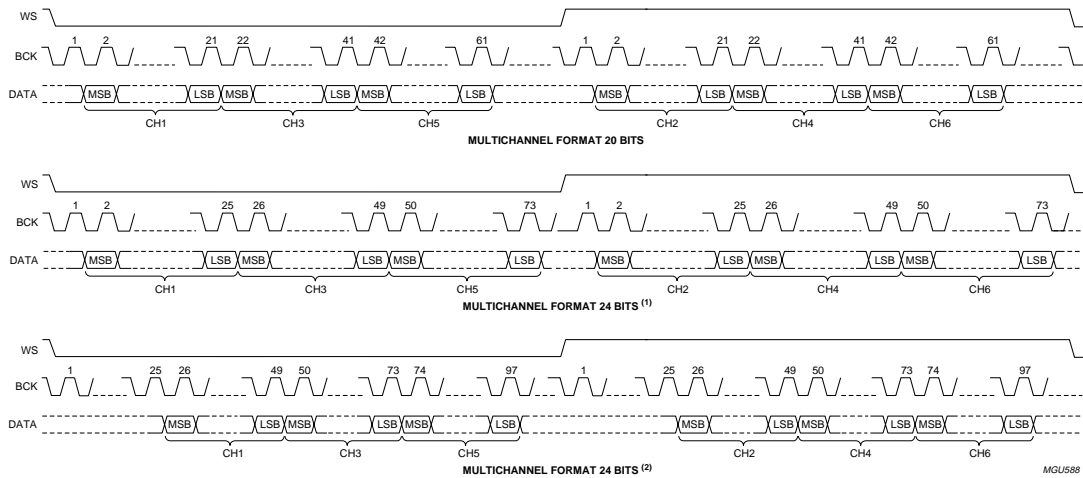 WS
BCK 1 2 21 22 41 42 61 1 2 21 22 41 42 61
DATA MSB LSB MSB LSB MSB LSB MSB LSB MSB LSB MSB LSB
CH1 CH3 CH5 CH2 CH4 CH6
MULTICHANNEL FORMAT 20 BITS
WS
BCK 1 2 25 26 49 50 73 1 2 25 26 49 50 73
DATA MSB LSB MSB LSB MSB LSB MSB LSB MSB LSB MSB LSB
CH1 CH3 CH5 CH2 CH4 CH6
MULTICHANNEL FORMAT 24 BITS (1)
WS
BCK 1 25 26 49 50 73 74 97 1 25 26 49 50 73 74 97
DATA MSB LSB MSB LSB MSB LSB MSB LSB MSB LSB MSB LSB
CH1 CH3 CH5 CH2 CH4 CH6
MULTICHANNEL FORMAT 24 BITS (2)
MGU588